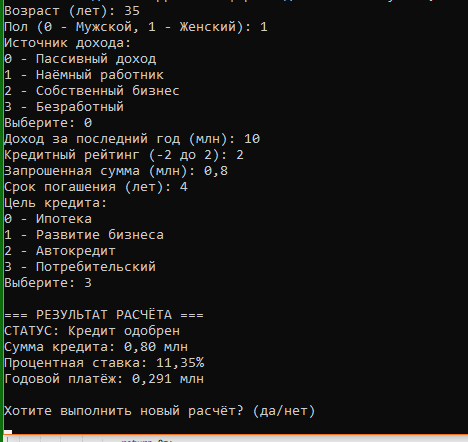 Возраст (лет): 35
Пол (0 - Мужской, 1 - Женский): 1
Источник дохода:
0 - Пассивный доход
1 - Наёмный работник
2 - Собственный бизнес
3 - Безработный
Выберите: 0
Доход за последний год (млн): 10
Кредитный рейтинг (-2 до 2): 2
Запрошенная сумма (млн): 0,8
Срок погашения (лет): 4
Цель кредита:
0 - Ипотека
1 - Развитие бизнеса
2 - Автокредит
3 - Потребительский
Выберите: 3
=== РЕЗУЛЬТАТ РАСЧЁТА ===
СТАТУС: Кредит одобрен
Сумма кредита: 0,80 млн
Процентная ставка: 11,35%
Годовой платёж: 0,291 млн
Хотите выполнить новый расчёт? (да/нет)